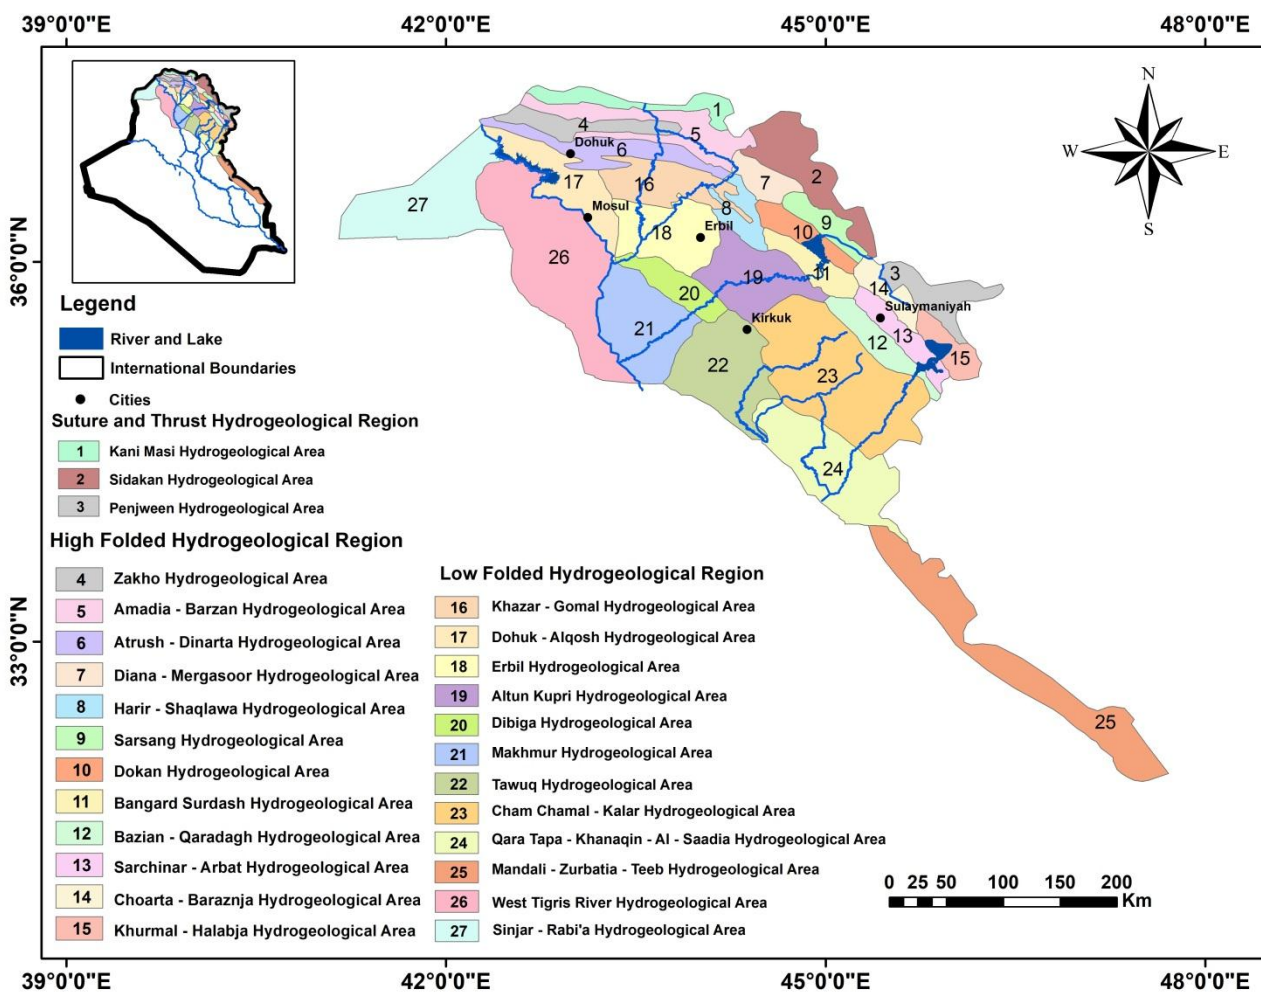 39°0'0"E 42°0'0"E 45°0'0"E 48°0'0"E
36°0'0"N
33°0'0"N
N
W E
S
1
4
5
Dohuk
6
2
7
17
16
27
8
9
Mosul
18
Erbil
10
26
19
11
3
14
20
Sulaymaniyah
21
Kirkuk
13
12
15
22
23
24
25
Legend
River and Lake
International Boundaries
Cities
Suture and Thrust Hydrogeological Region
1 Kani Masi Hydrogeological Area
2 Sidakan Hydrogeological Area
3 Penjween Hydrogeological Area
High Folded Hydrogeological Region
4 Zakho Hydrogeological Area
5 Amadia - Barzan Hydrogeological Area
6 Atrush - Dinarta Hydrogeological Area
7 Diana - Mergasoor Hydrogeological Area
8 Harir - Shaqlawa Hydrogeological Area
9 Sarsang Hydrogeological Area
10 Dokan Hydrogeological Area
11 Bangard Surdash Hydrogeological Area
12 Bazian - Qaradagh Hydrogeological Area
13 Sarchinar - Arbat Hydrogeological Area
14 Choarta - Baraznja Hydrogeological Area
15 Khurmal - Halabja Hydrogeological Area
Low Folded Hydrogeological Region
16 Khazar - Gomal Hydrogeological Area
17 Dohuk - Alqosh Hydrogeological Area
18 Erbil Hydrogeological Area
19 Altun Kupri Hydrogeological Area
20 Dibiga Hydrogeological Area
21 Makhmur Hydrogeological Area
22 Tawuq Hydrogeological Area
23 Cham Chamal - Kalar Hydrogeological Area
24 Qara Tapa - Khanaqin - Al - Saadia Hydrogeological Area
25 Mandali - Zurbatia - Teeb Hydrogeological Area
26 West Tigris River Hydrogeological Area
27 Sinjar - Rabi'a Hydrogeological Area
0 25 50 100 150 200
Km
39°0'0"E 42°0'0"E 45°0'0"E 48°0'0"E